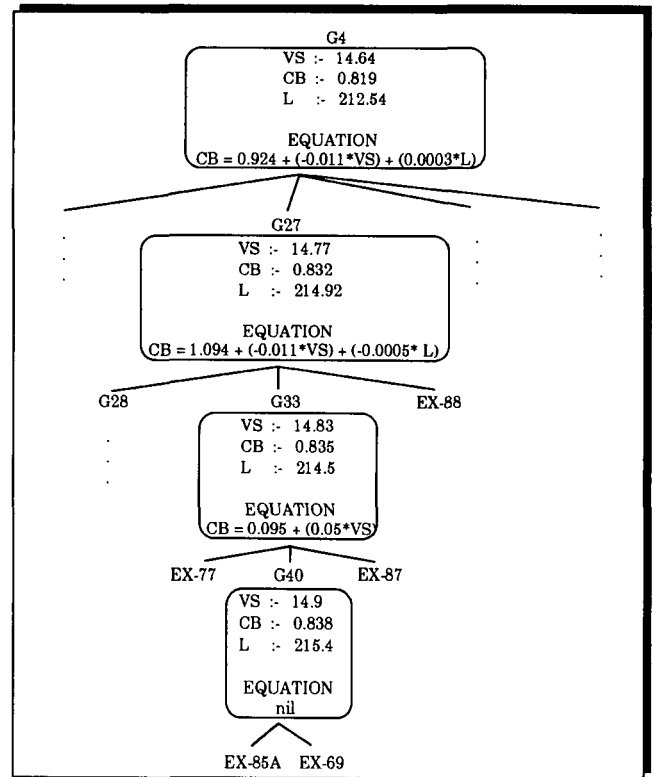 G4
VS :- 14.64
CB :- 0.819
L :- 212.54
EQUATION
CB = 0.924 + (-0.011*VS) + (0.0003*L)
G27
VS :- 14.77
CB :- 0.832
L :- 214.92
EQUATION
CB = 1.094 + (-0.011*VS) + (-0.0005* L)
G28 G33 EX-88
VS :- 14.83
CB :- 0.835
L :- 214.5
EQUATION
CB = 0.095 + (0.05*VS)
EX-77 G40 EX-87
VS :- 14.9
CB :- 0.838
L :- 215.4
EQUATION
nil
EX-85A EX-69